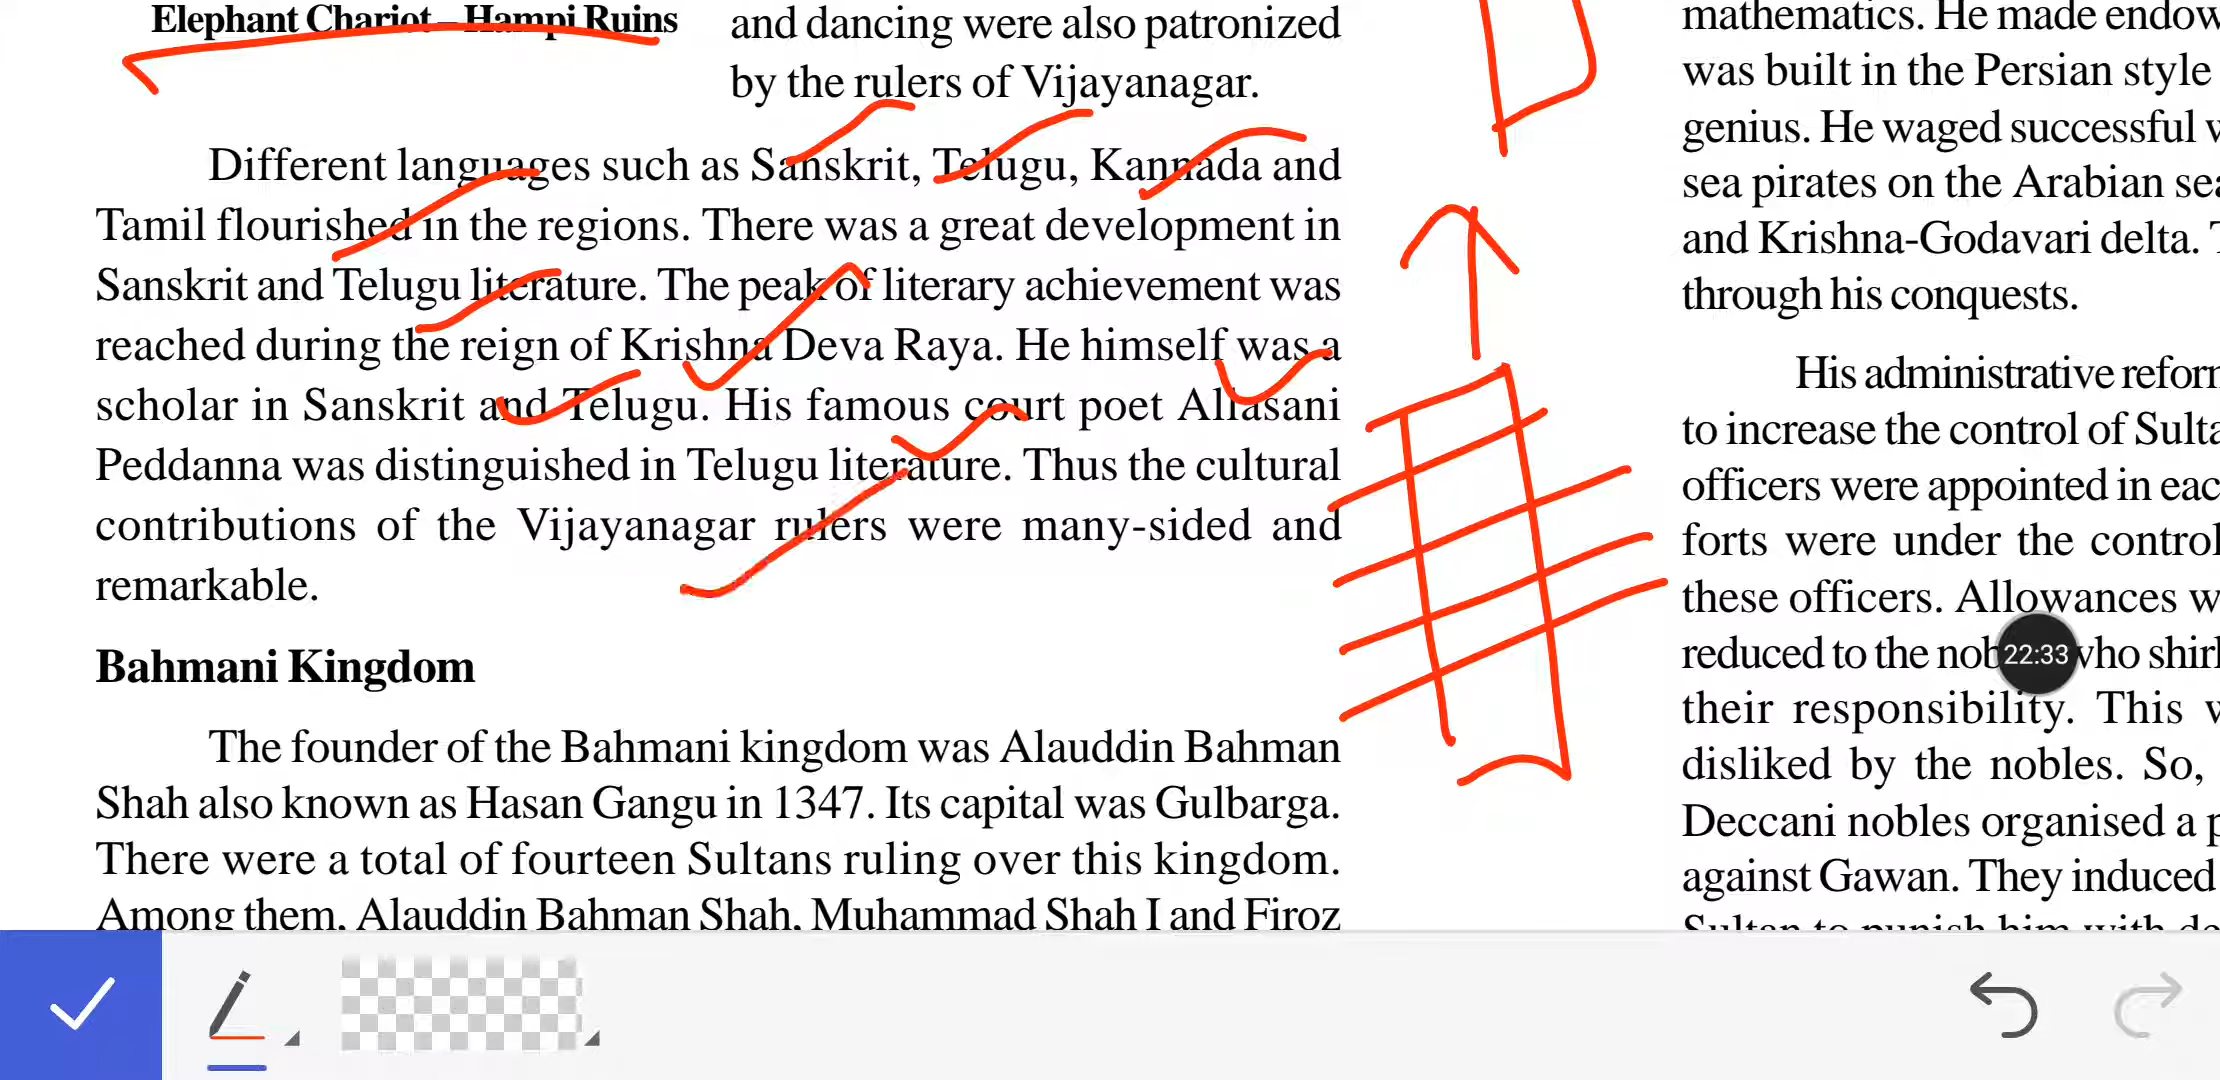 Elephant Chariot – Hampi Ruins
and dancing were also patronized
by the rulers of Vijayanagar.
Different languages such as Sanskrit, Telugu, Kannada and
Tamil flourished in the regions. There was a great development in
Sanskrit and Telugu literature. The peak of literary achievement was
reached during the reign of Krishna Deva Raya. He himself was a
scholar in Sanskrit and Telugu. His famous court poet Allasani
Peddanna was distinguished in Telugu literature. Thus the cultural
contributions of the Vijayanagar rulers were many-sided and
remarkable.
Bahmani Kingdom
The founder of the Bahmani kingdom was Alauddin Bahman
Shah also known as Hasan Gangu in 1347. Its capital was Gulbarga.
There were a total of fourteen Sultans ruling over this kingdom.
Among them, Alauddin Bahman Shah, Muhammad Shah I and Firoz
mathematics. He made endow
was built in the Persian style
genius. He waged successful w
sea pirates on the Arabian sea
and Krishna-Godavari delta. T
through his conquests.
His administrative reforn
to increase the control of Sulta
officers were appointed in eac
forts were under the control
these officers. Allowances w
reduced to the nob who shirl
22:33
their responsibility. This w
disliked by the nobles. So,
Deccani nobles organised a p
against Gawan. They induced
Sultan to punish him with de